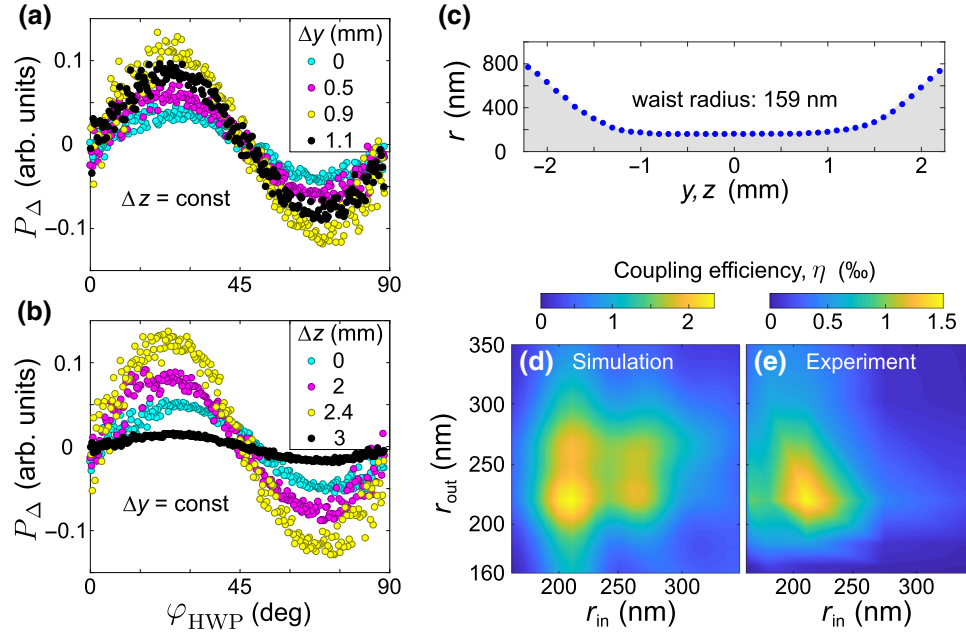 (a)
Δy (mm)
0
0.5
0.9
1.1
Δz = const
0.1
0
−0.1
P_Δ (arb. units)
0 45 90
(b)
Δz (mm)
0
2
2.4
3
Δy = const
0.1
0
−0.1
P_Δ (arb. units)
0 45 90
φ_HWP (deg)
(c)
800
400
0
r (nm)
waist radius: 159 nm
−2 −1 0 1 2
y, z (mm)
Coupling efficiency, η (‰)
0 1 2
0 0.5 1 1.5
(d) Simulation
(e) Experiment
350
300
250
200
160
r_out (nm)
200 300
r_in (nm)
200 300
r_in (nm)